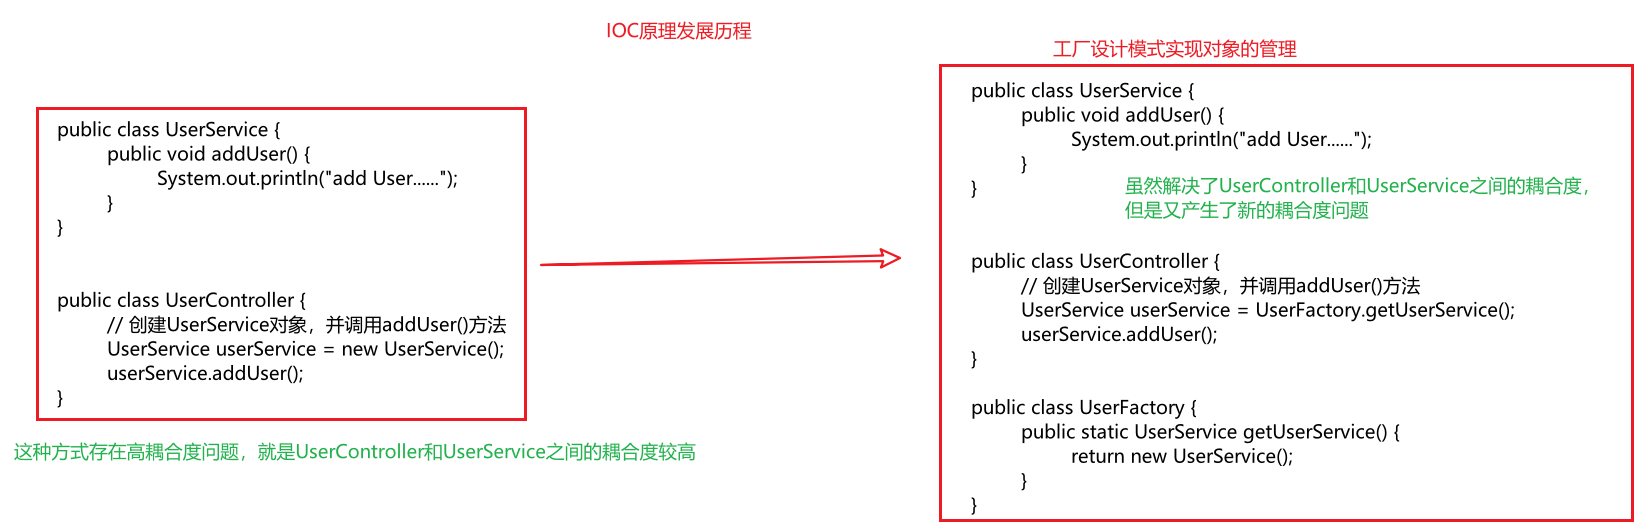 IOC原理发展历程
public class UserService {
public void addUser() {
System.out.println("add User......");
}
}
public class UserController {
// 创建UserService对象，并调用addUser()方法
UserService userService = new UserService();
userService.addUser();
}
这种方式存在高耦合度问题，就是UserController和UserService之间的耦合度较高
工厂设计模式实现对象的管理
public class UserService {
public void addUser() {
System.out.println("add User......");
}
}
虽然解决了UserController和UserService之间的耦合度，
但是又产生了新的耦合度问题
public class UserController {
// 创建UserService对象，并调用addUser()方法
UserService userService = UserFactory.getUserService();
userService.addUser();
}
public class UserFactory {
public static UserService getUserService() {
return new UserService();
}
}